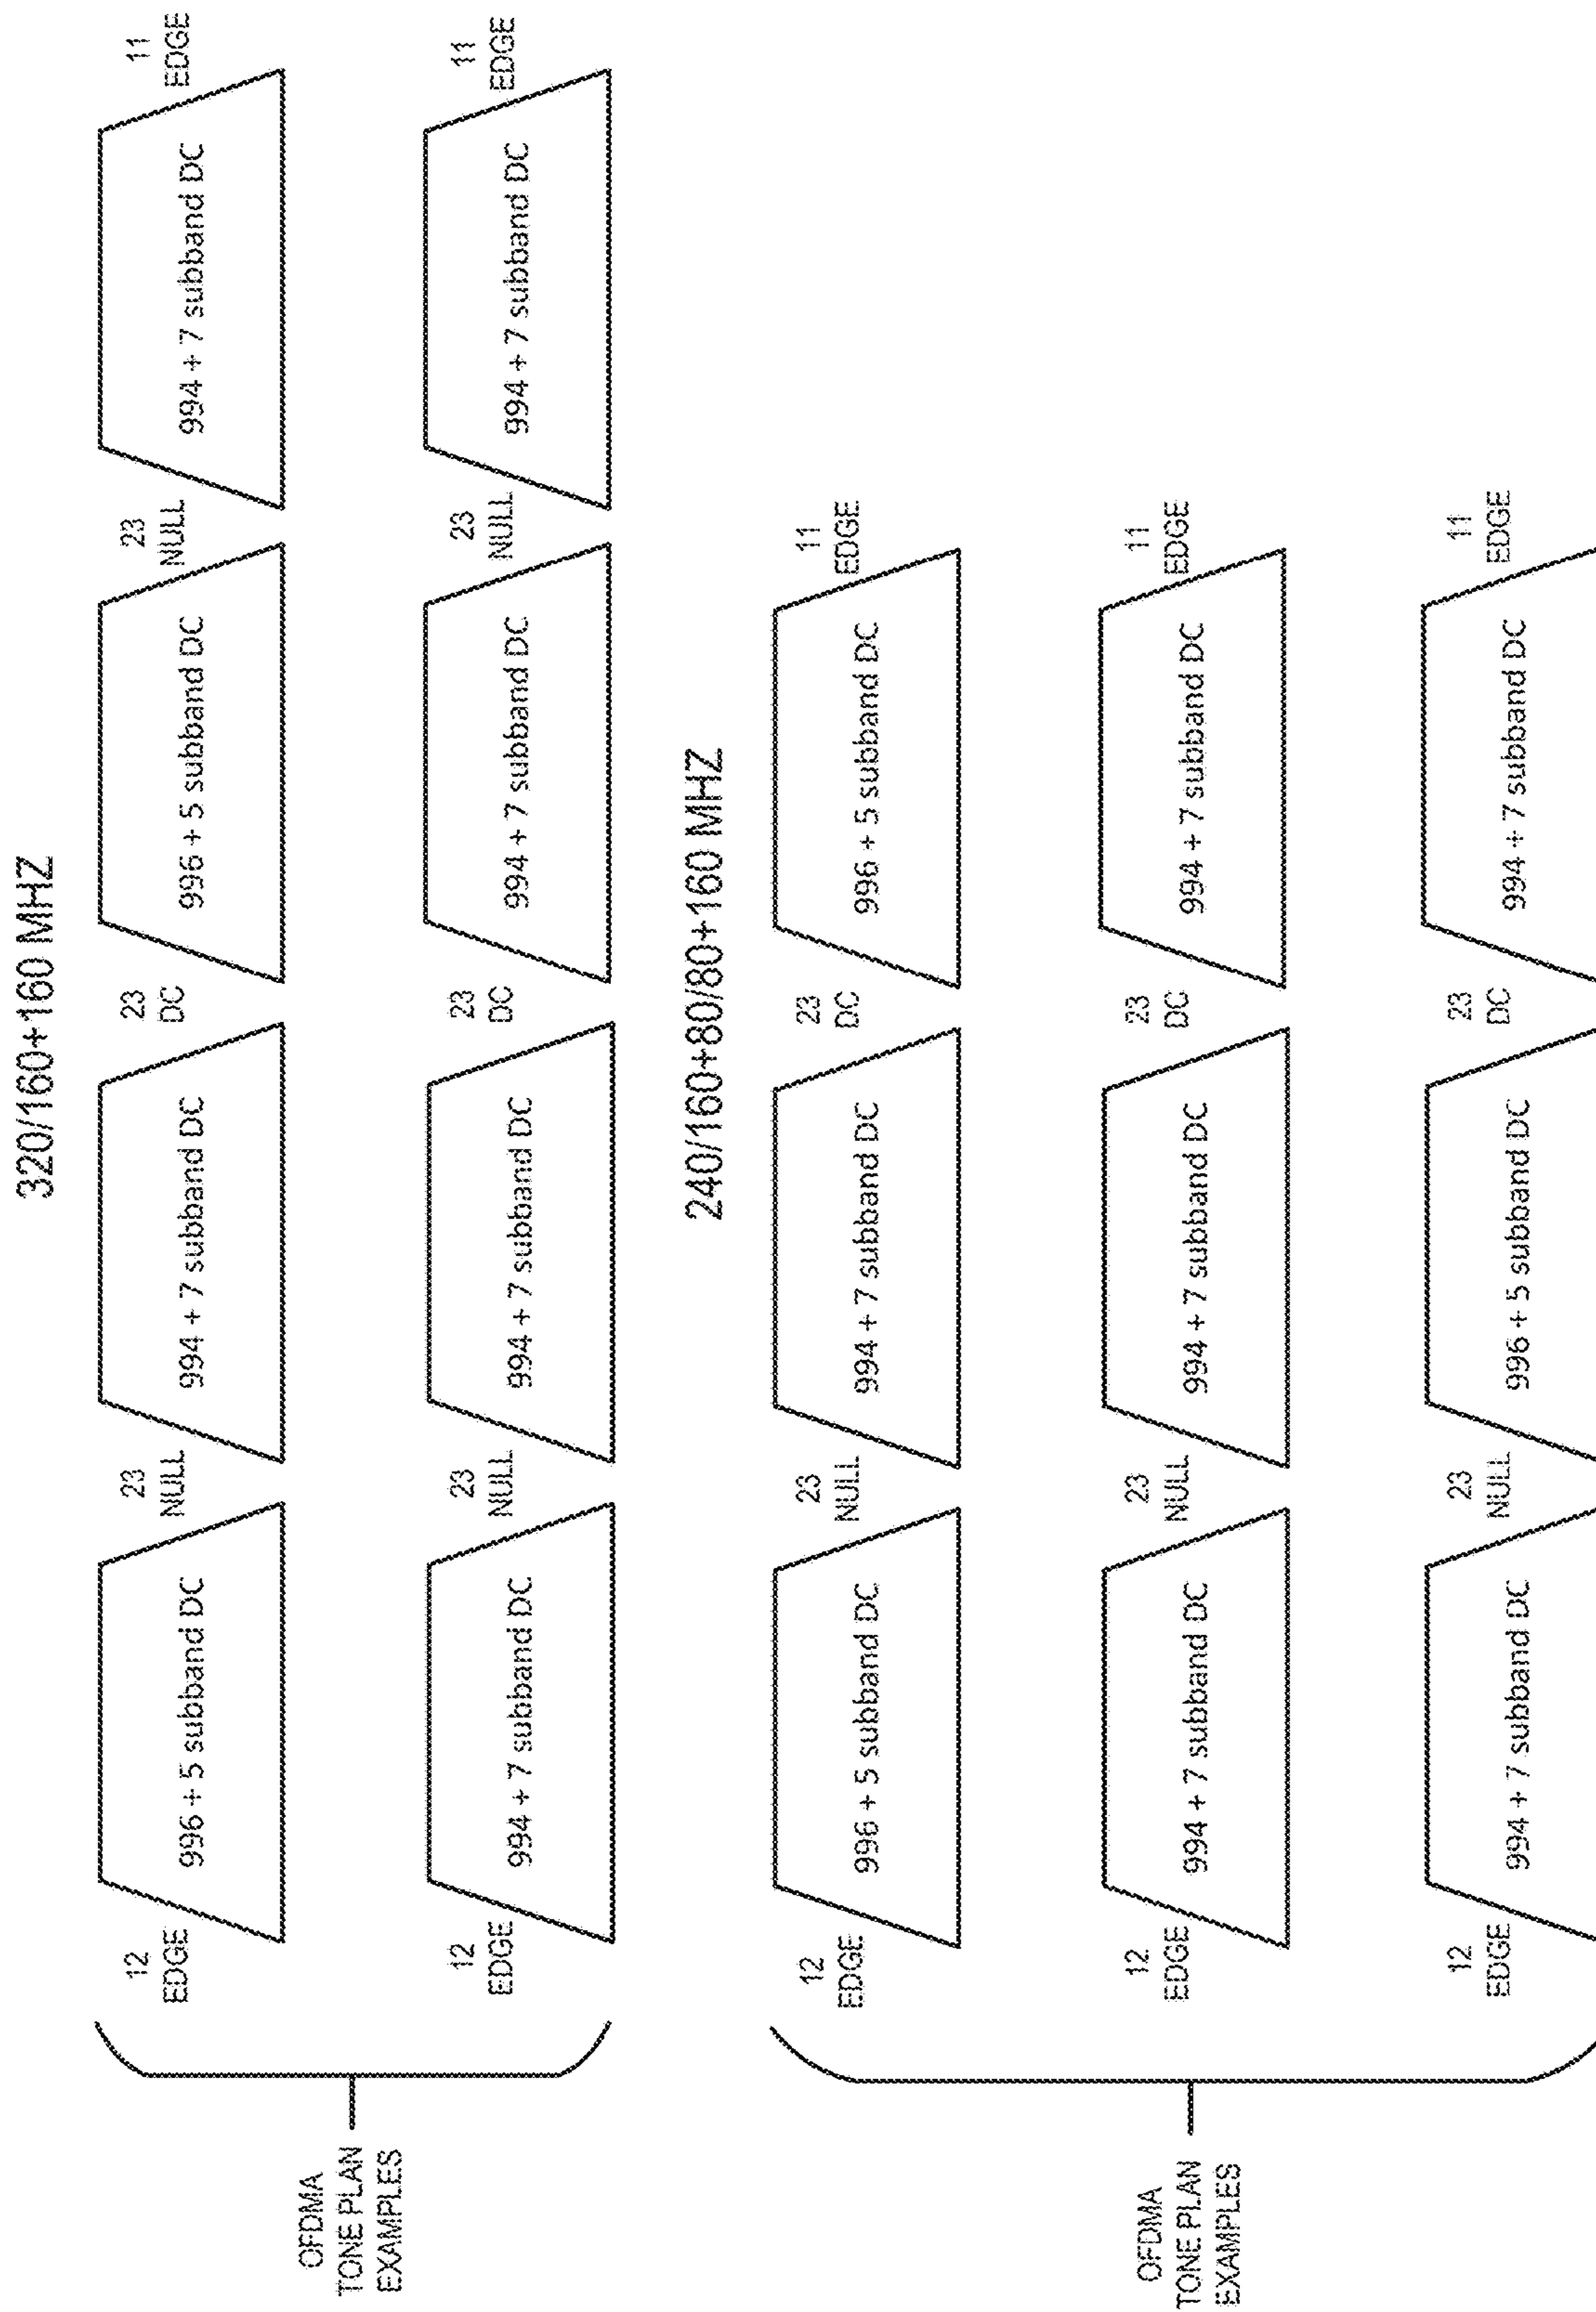 320/160+160 MHZ
OFDMA
TONE PLAN
EXAMPLES
12
EDGE
996 + 5 subband DC
23
NULL
994 + 7 subband DC
23
DC
996 + 5 subband DC
23
NULL
994 + 7 subband DC
11
EDGE
12
EDGE
994 + 7 subband DC
23
NULL
994 + 7 subband DC
23
DC
994 + 7 subband DC
23
NULL
994 + 7 subband DC
11
EDGE
240/160+80/80+160 MHZ
OFDMA
TONE PLAN
EXAMPLES
12
EDGE
996 + 5 subband DC
23
NULL
994 + 7 subband DC
23
DC
996 + 5 subband DC
11
EDGE
12
EDGE
994 + 7 subband DC
23
NULL
994 + 7 subband DC
23
DC
994 + 7 subband DC
11
EDGE
12
EDGE
994 + 7 subband DC
23
NULL
996 + 5 subband DC
23
DC
994 + 7 subband DC
11
EDGE